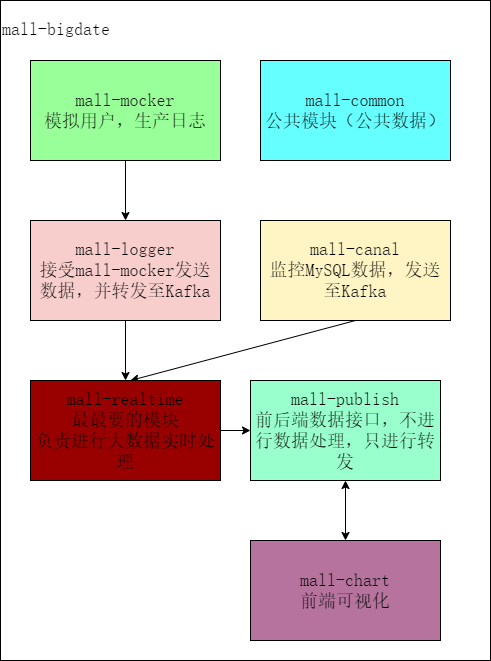 mall-bigdate
mall-mocker
模拟用户，生产日志
mall-common
公共模块（公共数据）
mall-logger
接受mall-mocker发送
数据，并转发至Kafka
mall-canal
监控MySQL数据，发送
至Kafka
mall-realtime
最最要的模块
负责进行大数据实时处
理
mall-publish
前后端数据接口，不进
行数据处理，只进行转
发
mall-chart
前端可视化